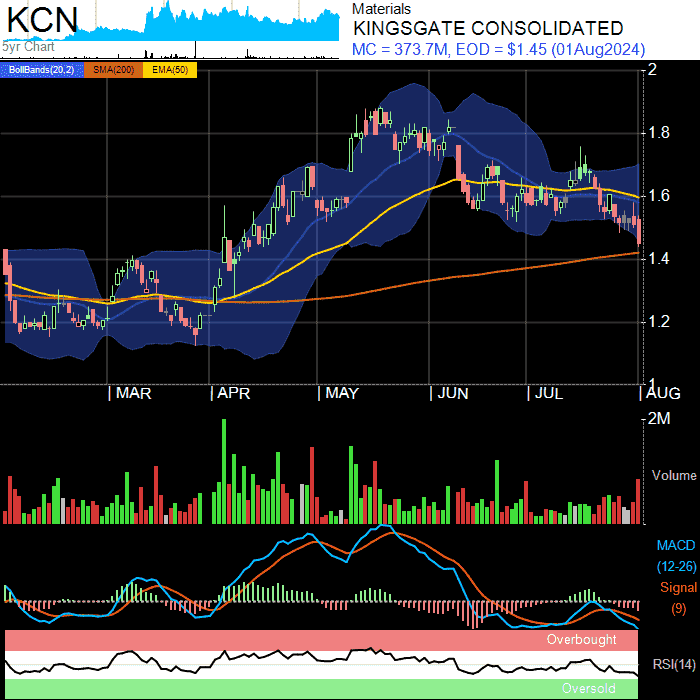 KCN
5yr Chart
Materials
KINGSGATE CONSOLIDATED
MC = 373.7M, EOD = $1.45 (01Aug2024)
BollBands(20,2) SMA(200) EMA(50)
2
1.8
1.6
1.4
1.2
1
| MAR | APR | MAY | JUN | JUL | AUG
2M
Volume
MACD
(12-26)
Signal
(9)
Overbought
RSI(14)
Oversold